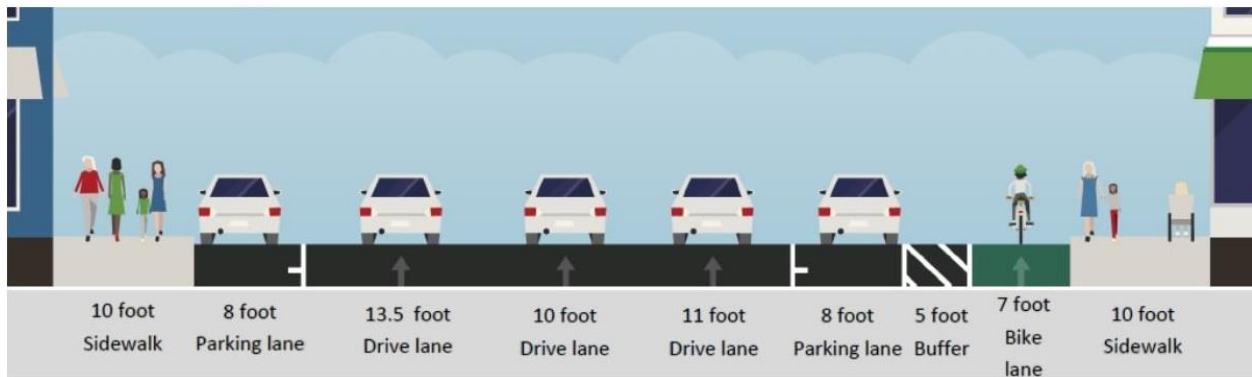 10 foot
Sidewalk
8 foot
Parking lane
13.5 foot
Drive lane
10 foot
Drive lane
11 foot
Drive lane
8 foot
Parking lane
5 foot
Buffer
7 foot
Bike
lane
10 foot
Sidewalk